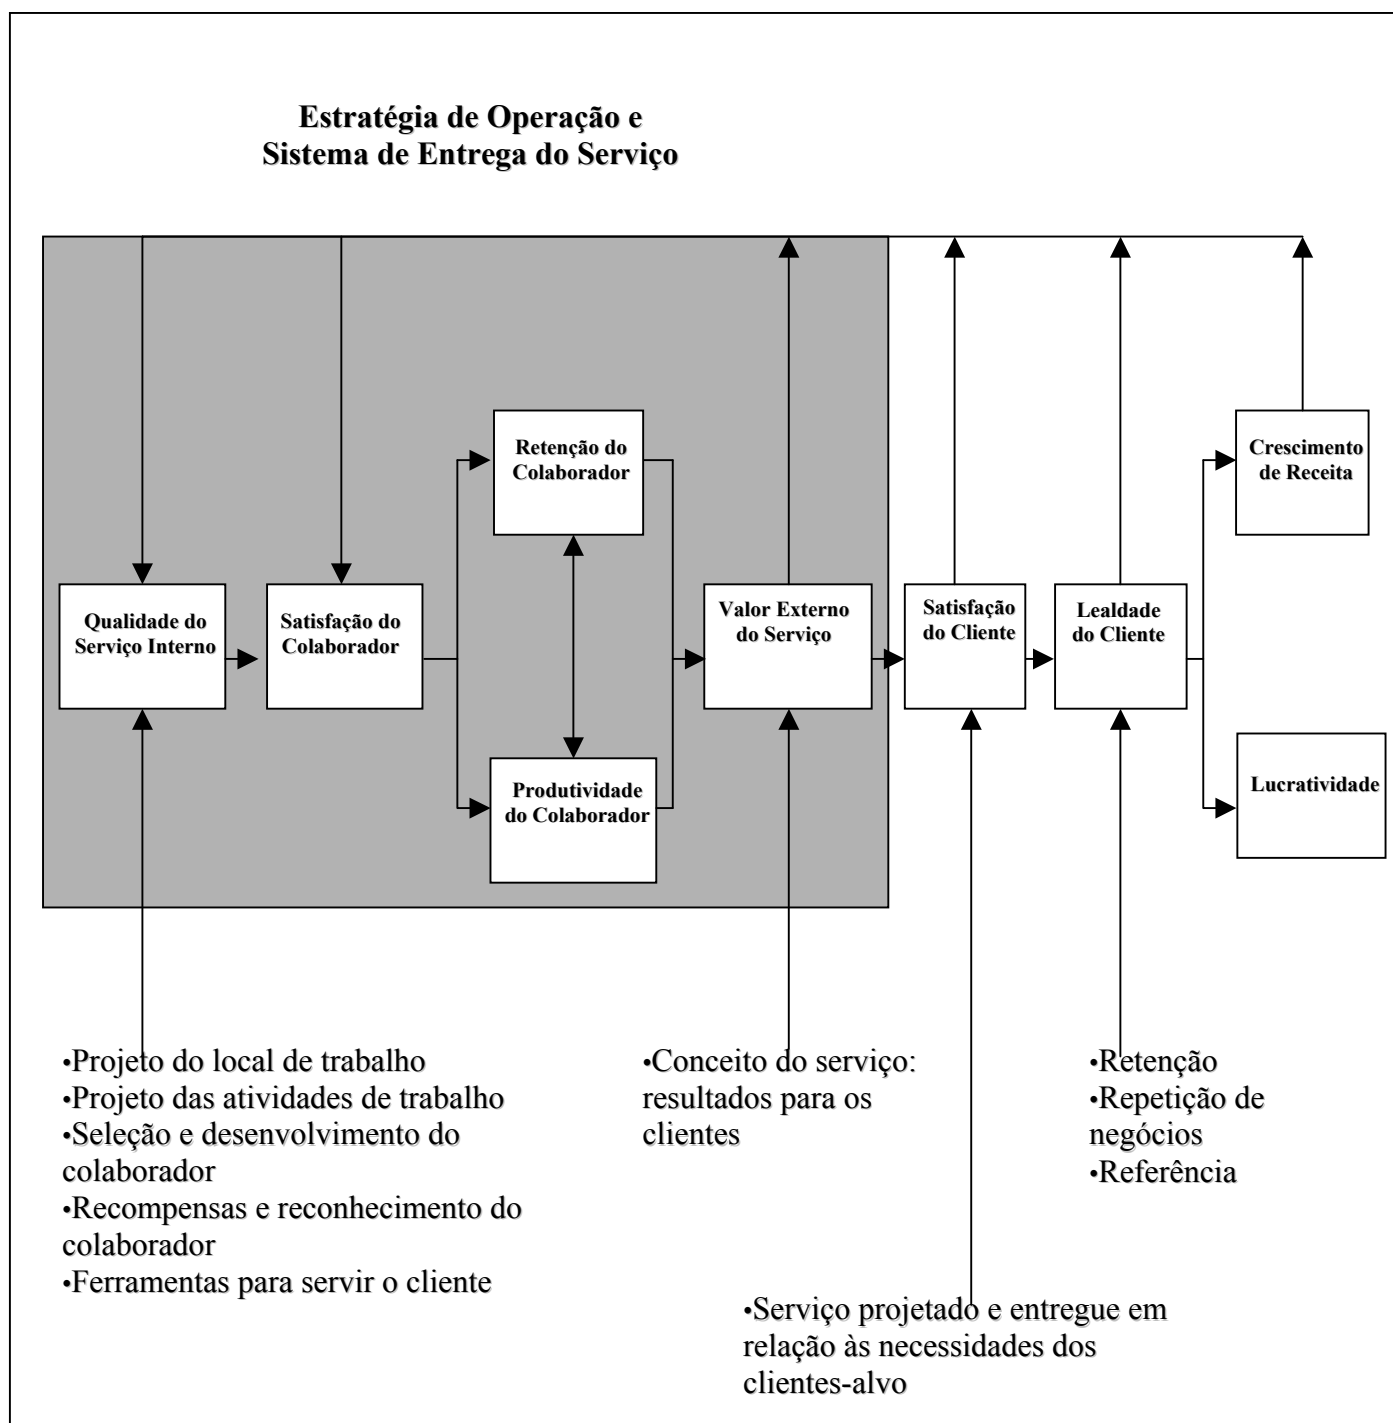 Estratégia de Operação e
Sistema de Entrega do Serviço
Retenção do
Colaborador
Crescimento
de Receita
Qualidade do
Serviço Interno
Satisfação do
Colaborador
Valor Externo
do Serviço
Satisfação
do Cliente
Lealdade
do Cliente
Produtividade
do Colaborador
Lucratividade
•Projeto do local de trabalho
•Projeto das atividades de trabalho
•Seleção e desenvolvimento do
colaborador
•Recompensas e reconhecimento do
colaborador
•Ferramentas para servir o cliente
•Conceito do serviço:
resultados para os
clientes
•Retenção
•Repetição de
negócios
•Referência
•Serviço projetado e entregue em
relação às necessidades dos
clientes-alvo